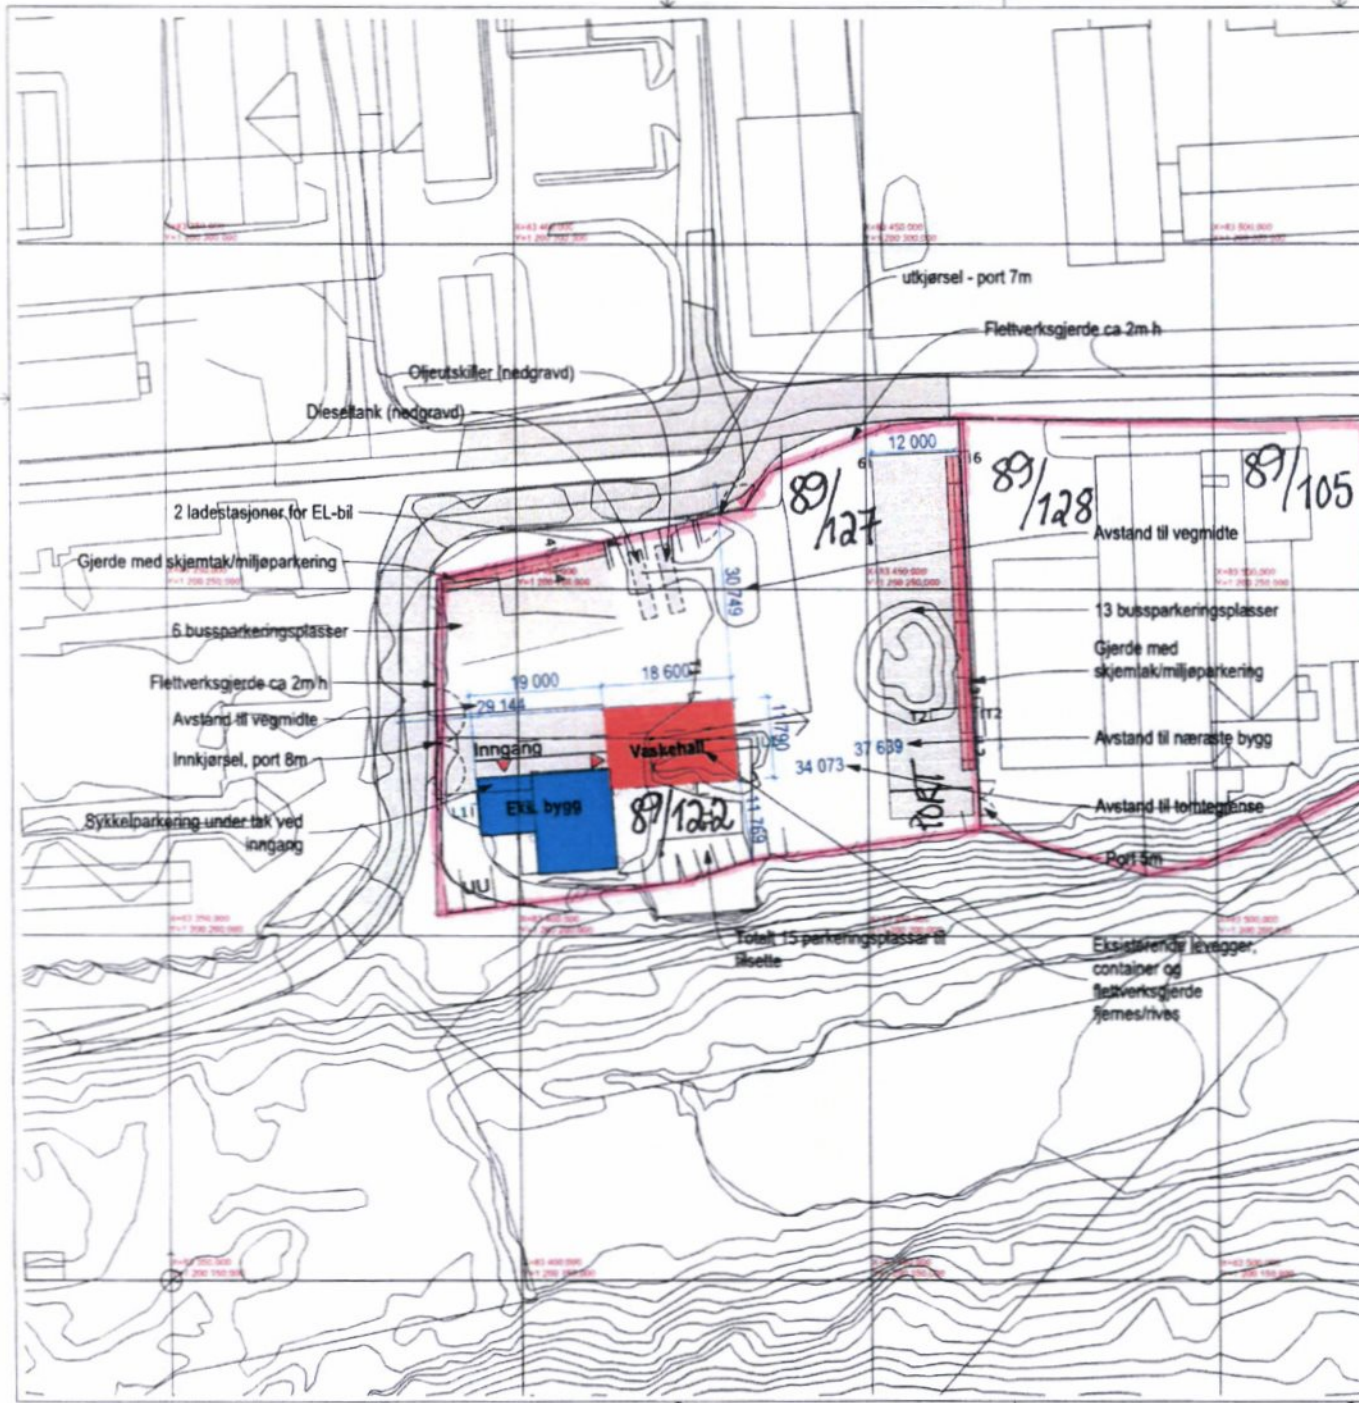 utkjørsel - port 7m
Flettverksgjerde ca 2m h
Oljeutskiller (nedgravd)
Dieseltank (nedgravd)
12 000
6
16
89/127
89/128
89/105
2 ladestasjoner for EL-bil
Avstand til vegmidte
Gjerde med skjemtak/miljøparkering
30 749
13 bussparkeringsplasser
6 bussparkeringsplasser
Gjerde med
skjemtak/miljøparkering
Flettverksgjerde ca 2m h
19 000
18 600
29 144
Avstand til vegmidte
11 790
Inngang
Vaskehall
37 639
Avstand til næraste bygg
Innkjørsel, port 8m
34 073
Eks. bygg
89/122
PORT
Avstand til tomtegrense
Sykkelparkering under tak ved
inngang
11 769
Port 5m
UU
Totalt 15 parkeringsplassar til
tilsette
Eksisterende levegger,
container og
flettverksgjerde
fjernes/rives